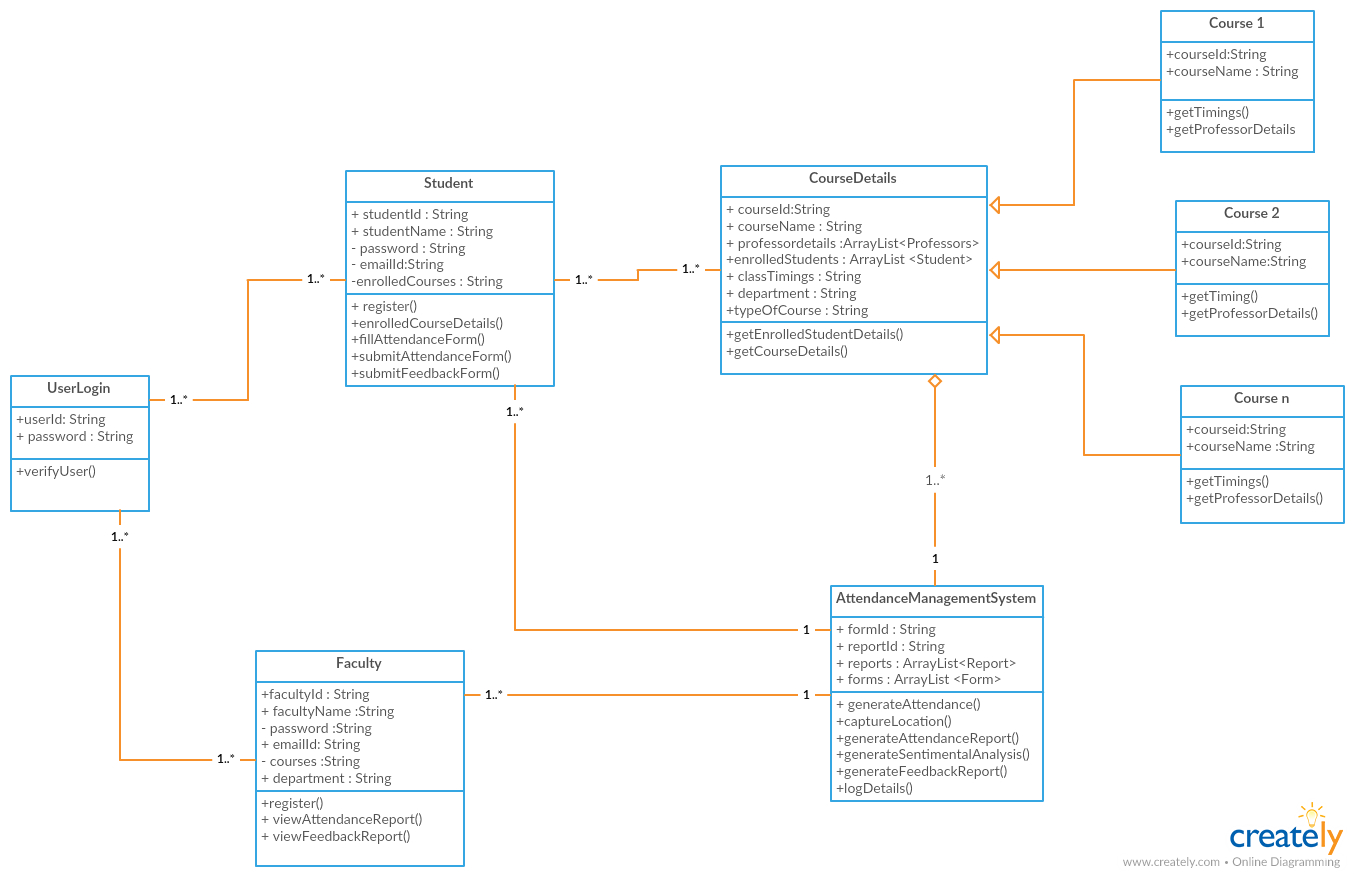 Course 1
+courseId:String
+courseName : String
+getTimings()
+getProfessorDetails
Student
+ studentId : String
+ studentName : String
- password : String
- emailId:String
-enrolledCourses : String
+ register()
+enrolledCourseDetails()
+fillAttendanceForm()
+submitAttendanceForm()
+submitFeedbackForm()
CourseDetails
+ courseId:String
+ courseName : String
+ professordetails :ArrayList<Professors>
+enrolledStudents : ArrayList <Student>
+ classTimings : String
+ department : String
+typeOfCourse : String
+getEnrolledStudentDetails()
+getCourseDetails()
Course 2
+courseId:String
+courseName:String
+getTiming()
+getProfessorDetails()
1..*
1..*
1..*
UserLogin
+userId: String
+ password : String
+verifyUser()
1..*
1..*
Course n
+courseid:String
+courseName :String
+getTimings()
+getProfessorDetails()
1..*
1..*
1
AttendanceManagementSystem
+ formId : String
+ reportId : String
+ reports : ArrayList<Report>
+ forms : ArrayList <Form>
+ generateAttendance()
+captureLocation()
+generateAttendanceReport()
+generateSentimentalAnalysis()
+generateFeedbackReport()
+logDetails()
1
1..*
1
Faculty
+facultyId : String
+ facultyName :String
- password :String
+ emailId: String
- courses :String
+ department : String
+register()
+ viewAttendanceReport()
+ viewFeedbackReport()
1..*
creately
www.creately.com • Online Diagramming